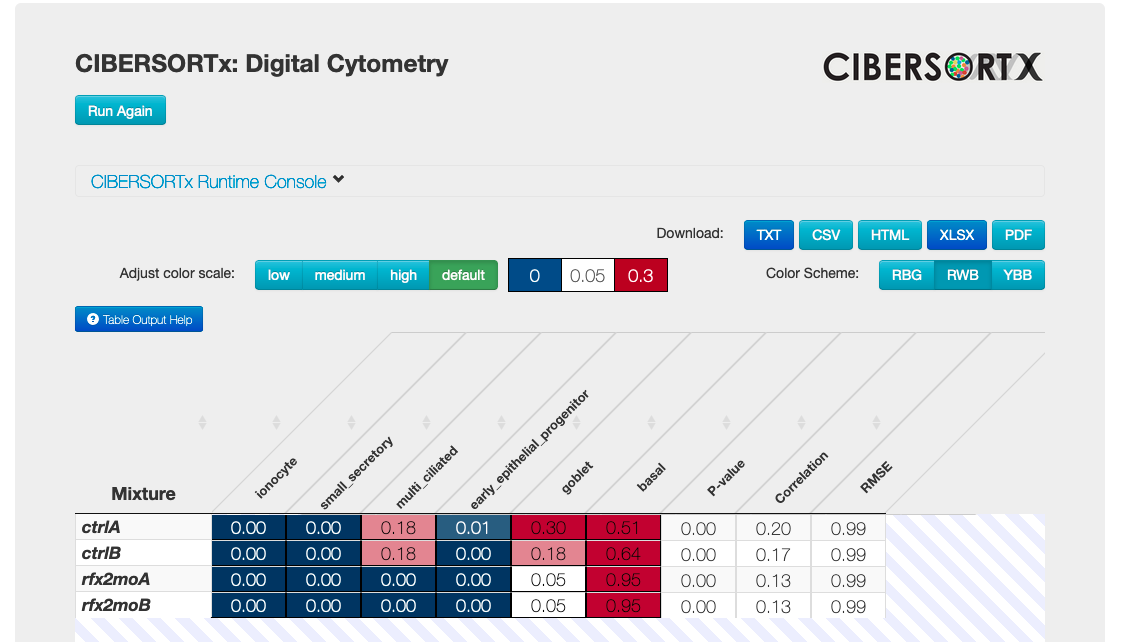 CIBERSORTx: Digital Cytometry
CIBERSORTX
Run Again
CIBERSORTx Runtime Console
Download: TXT CSV HTML XLSX PDF
Adjust color scale: low medium high default 0 0.05 0.3 Color Scheme: RBG RWB YBB
? Table Output Help
Mixture ionocyte small_secretory multi_ciliated early_epithelial_progenitor goblet basal P-value Correlation RMSE
ctrlA 0.00 0.00 0.18 0.01 0.30 0.51 0.00 0.20 0.99
ctrlB 0.00 0.00 0.18 0.00 0.18 0.64 0.00 0.17 0.99
rfx2moA 0.00 0.00 0.00 0.00 0.05 0.95 0.00 0.13 0.99
rfx2moB 0.00 0.00 0.00 0.00 0.05 0.95 0.00 0.13 0.99